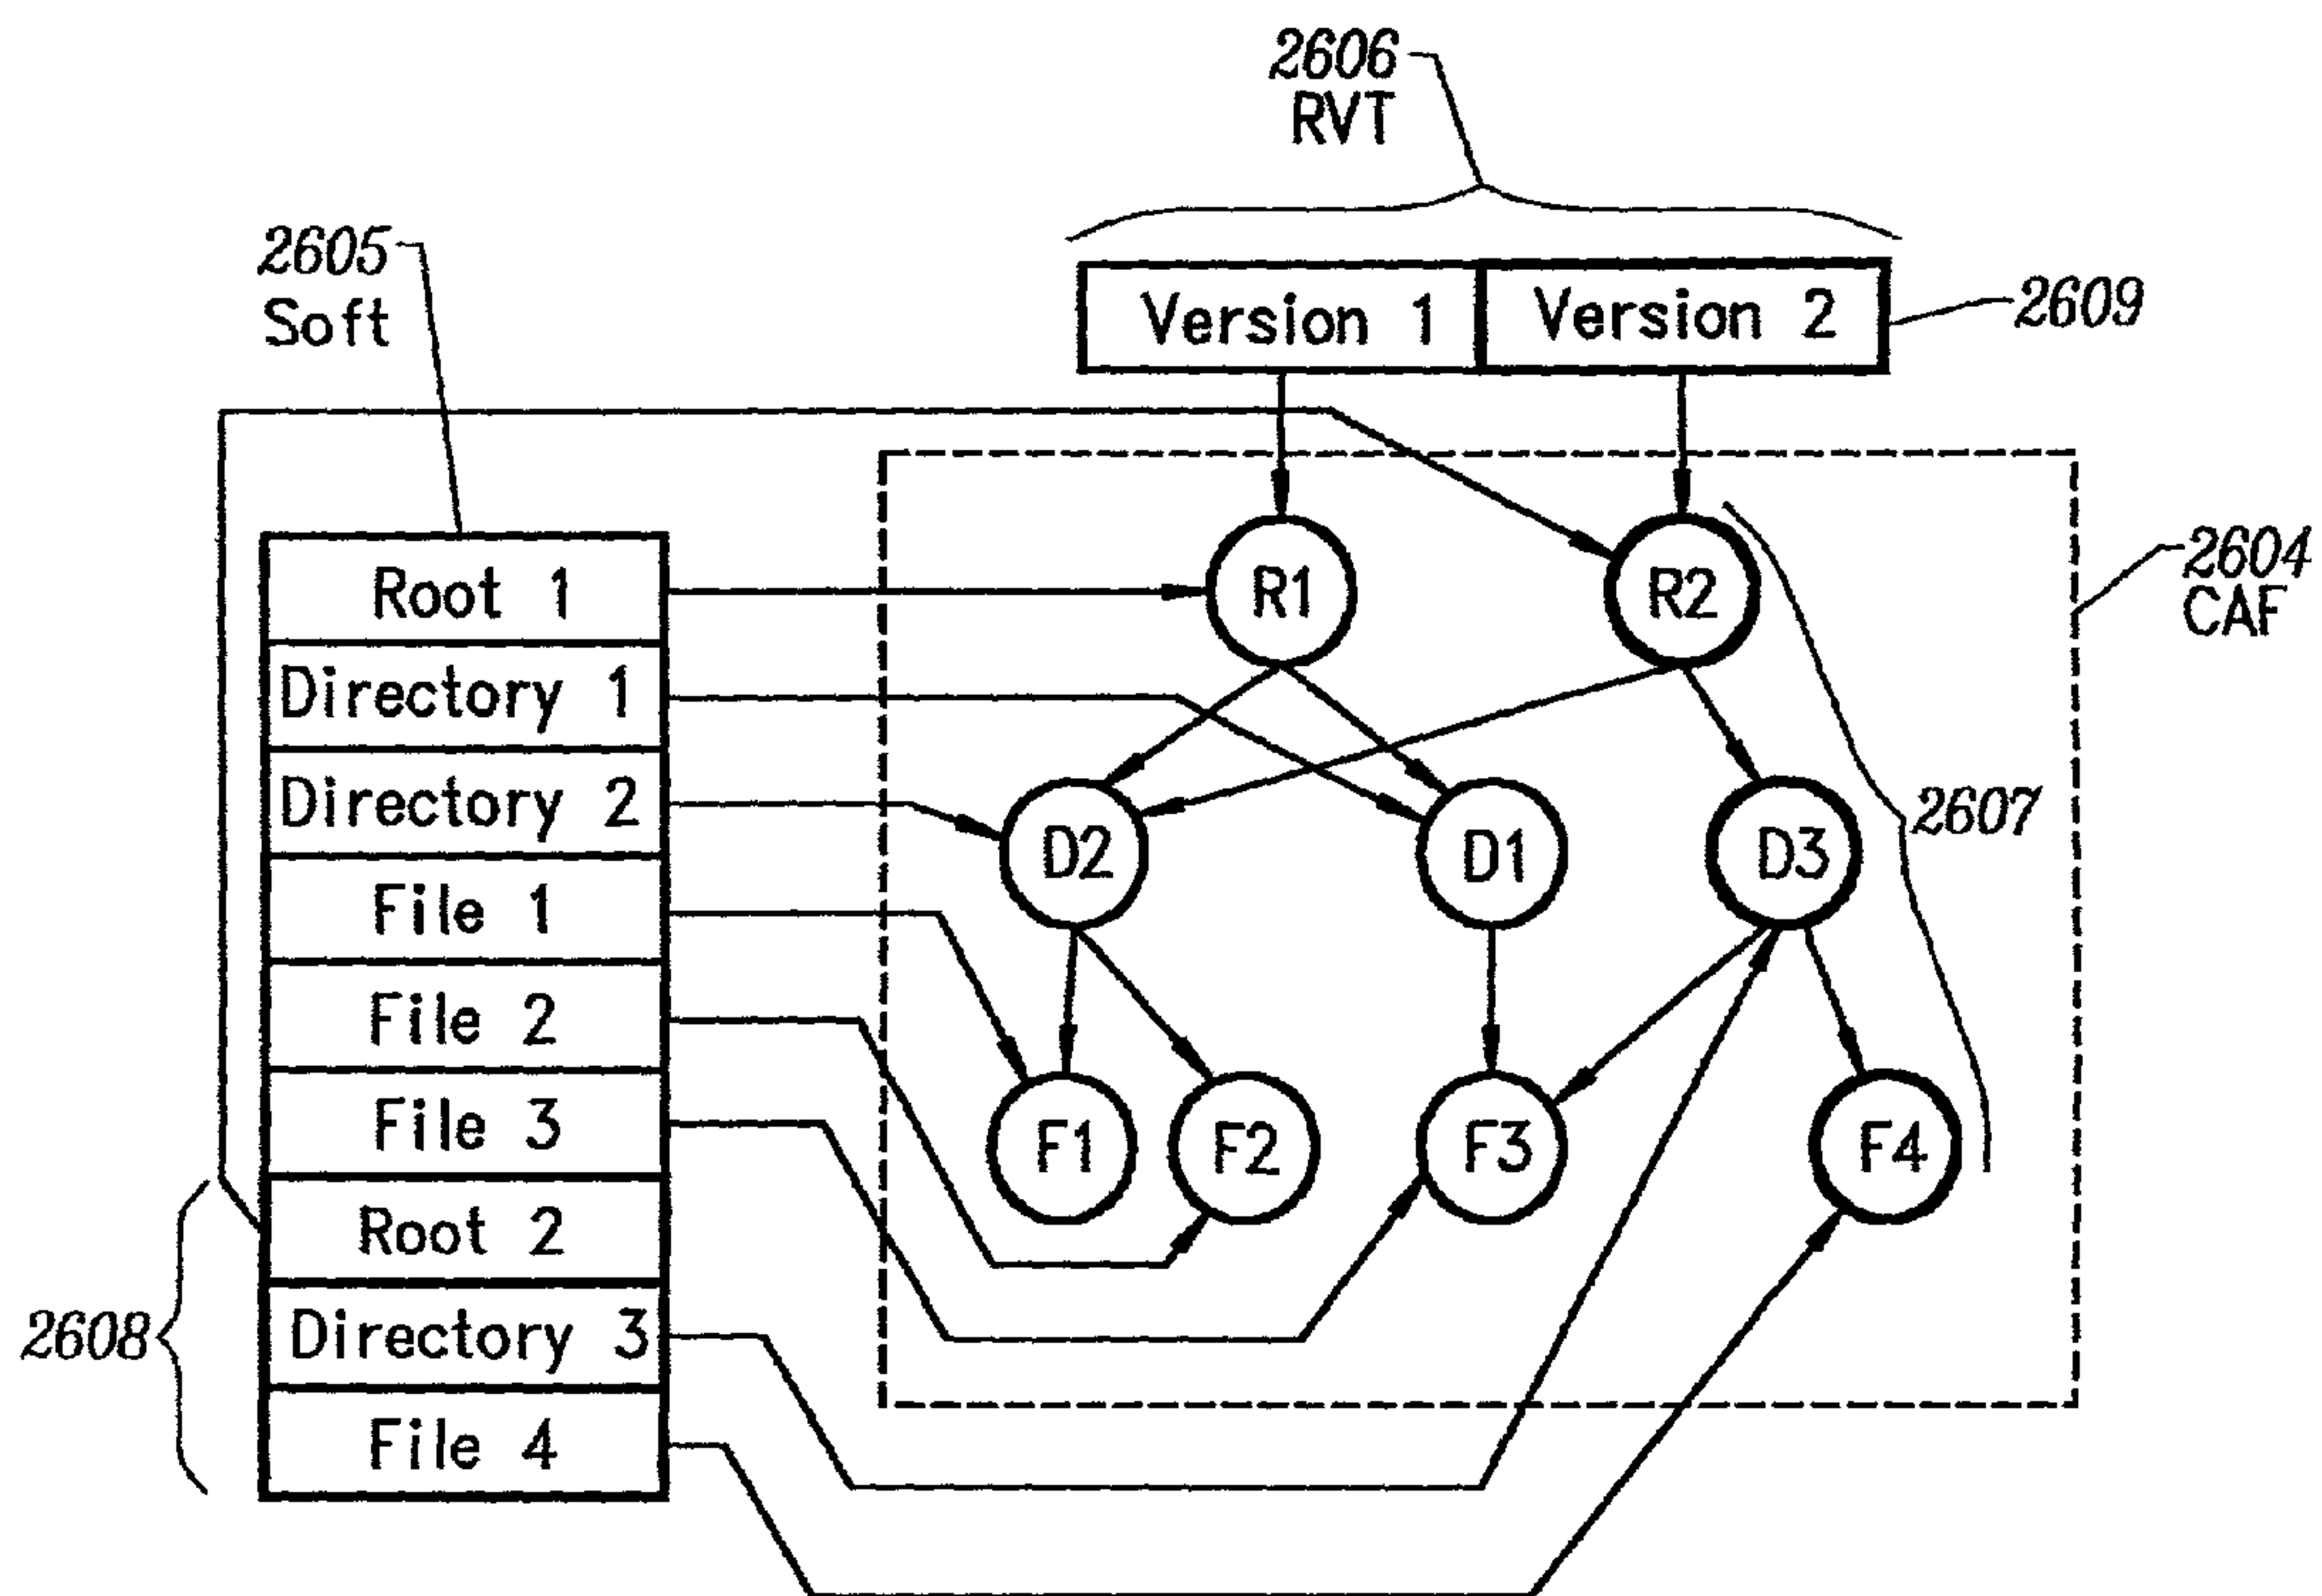 2606
RVT
2605
Soft
Version 1
Version 2
2609
2604
CAF
Root 1
R1
R2
Directory 1
Directory 2
2607
D2
D1
D3
File 1
File 2
File 3
F1
F2
F3
F4
Root 2
2608
Directory 3
File 4